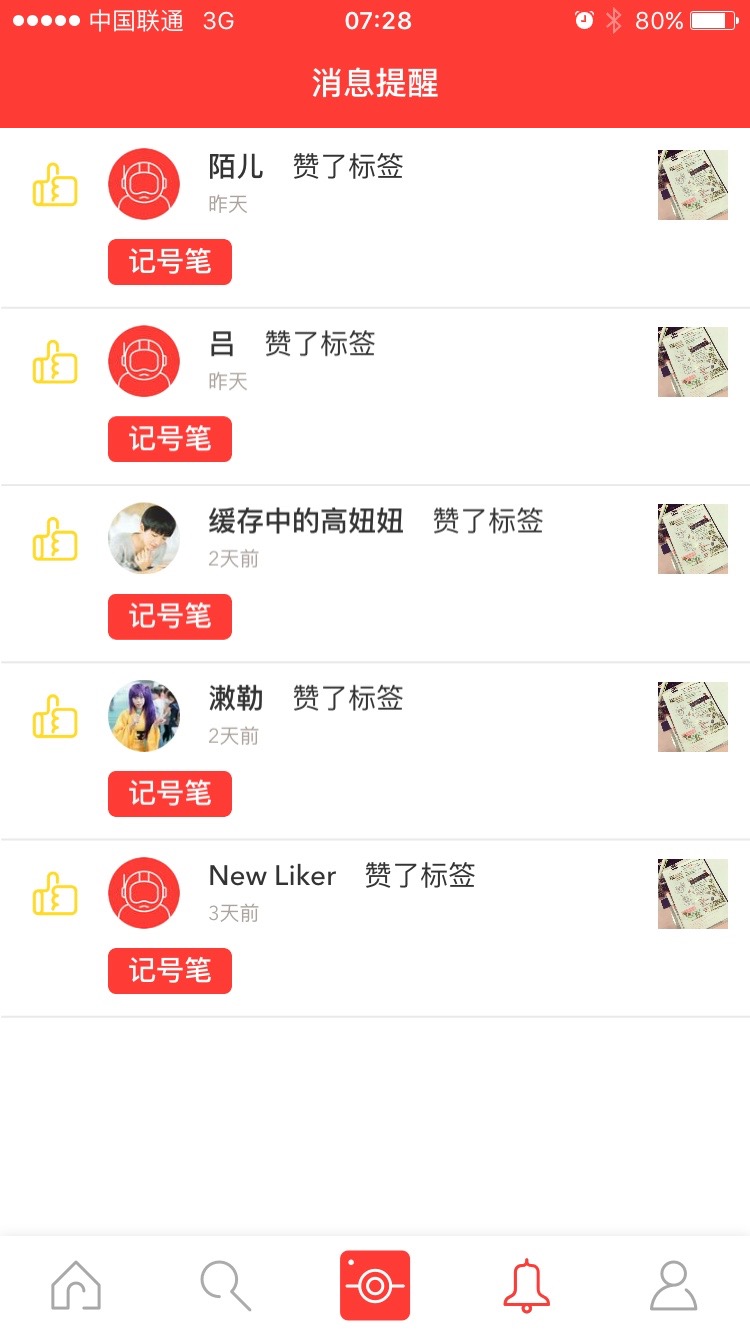 中国联通 3G 07:28 80%
消息提醒
陌儿 赞了标签
昨天
记号笔
吕 赞了标签
昨天
记号笔
缓存中的高妞妞 赞了标签
2天前
记号笔
漖勒 赞了标签
2天前
记号笔
New Liker 赞了标签
3天前
记号笔